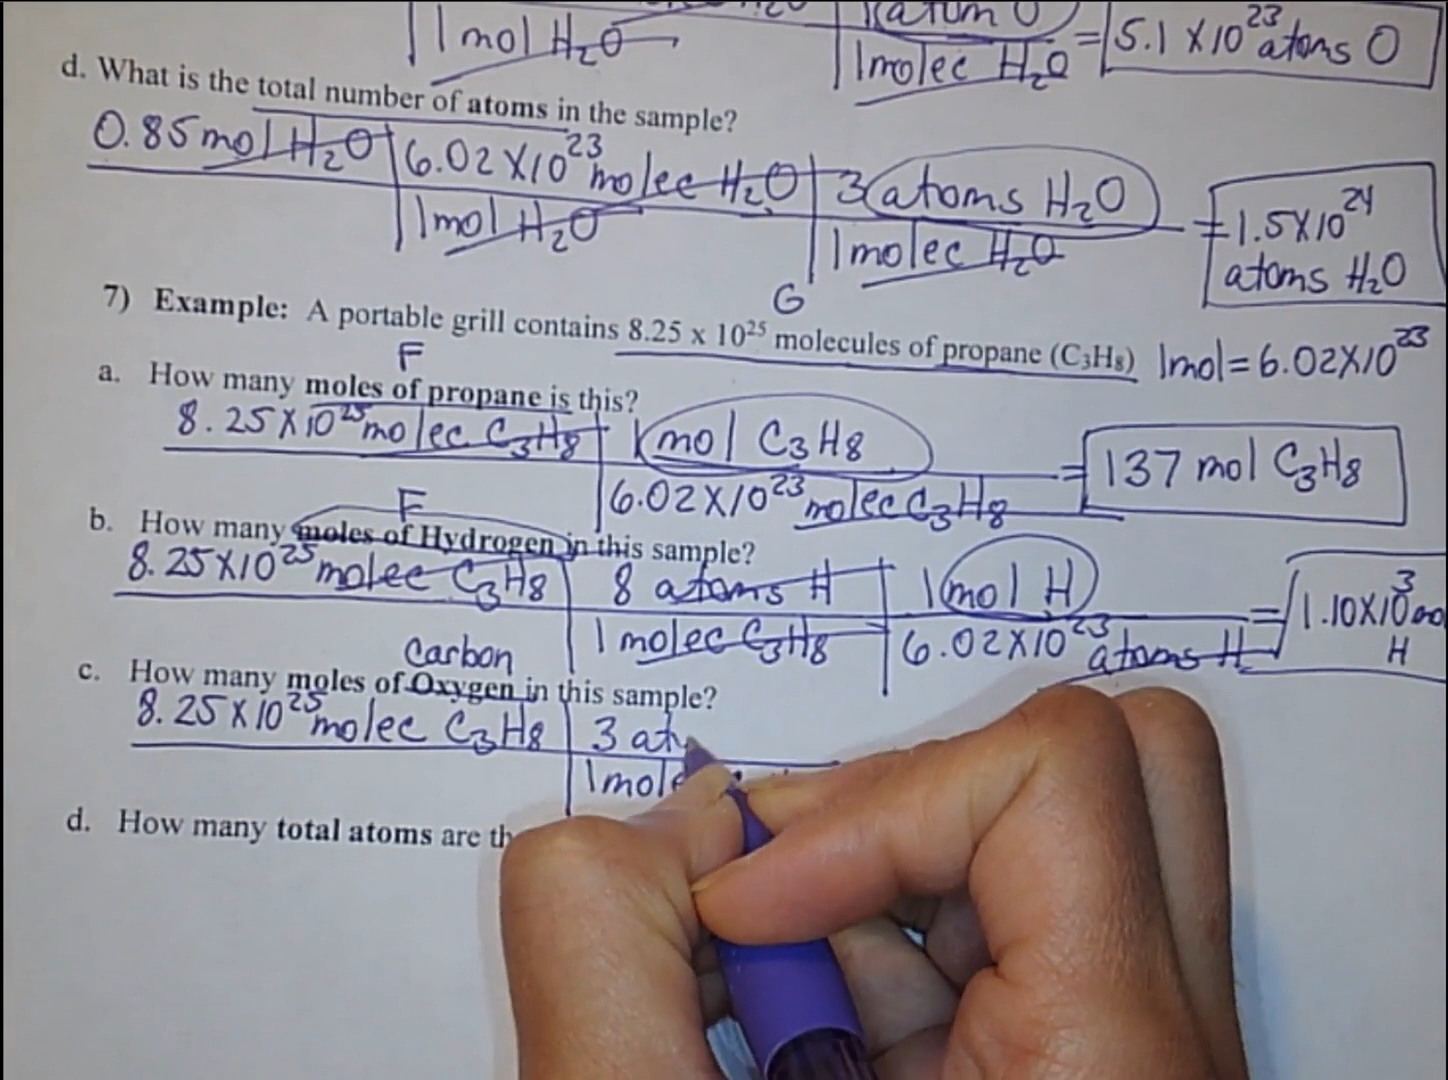 1 atom O
1 mol H₂O 1 molec H₂O = 5.1 X 10²³ atoms O
d. What is the total number of atoms in the sample?
0.85 mol H₂O 6.02 X 10²³ molec H₂O 3 atoms H₂O
1 mol H₂O 1 molec H₂O = 1.5 X 10²⁴
atoms H₂O
G
7) Example: A portable grill contains 8.25 x 10²⁵ molecules of propane (C₃H₈) 1mol = 6.02 X 10²³
F
a. How many moles of propane is this?
8.25 X 10²⁵ molec C₃H₈ 1 mol C₃H₈
6.02 X 10²³ molec C₃H₈ = 137 mol C₃H₈
F
b. How many moles of Hydrogen in this sample?
8.25 X 10²⁵ molec C₃H₈ 8 atoms H 1 mol H
1 molec C₃H₈ 6.02 X 10²³ atoms H = 1.10 X 10³
H
Carbon
c. How many moles of Oxygen in this sample?
8.25 X 10²⁵ molec C₃H₈ 3 at
1 mole
d. How many total atoms are th